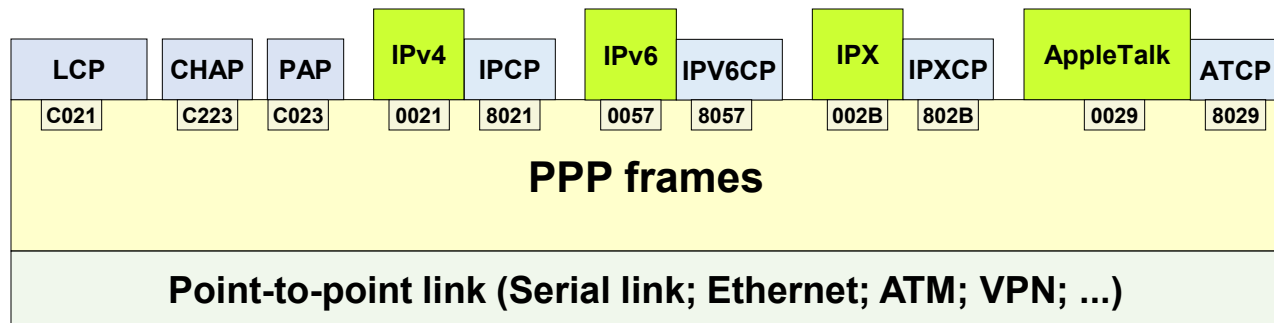 LCP CHAP PAP IPv4 IPCP IPv6 IPV6CP IPX IPXCP AppleTalk ATCP
C021 C223 C023 0021 8021 0057 8057 002B 802B 0029 8029
PPP frames
Point-to-point link (Serial link; Ethernet; ATM; VPN; ...)